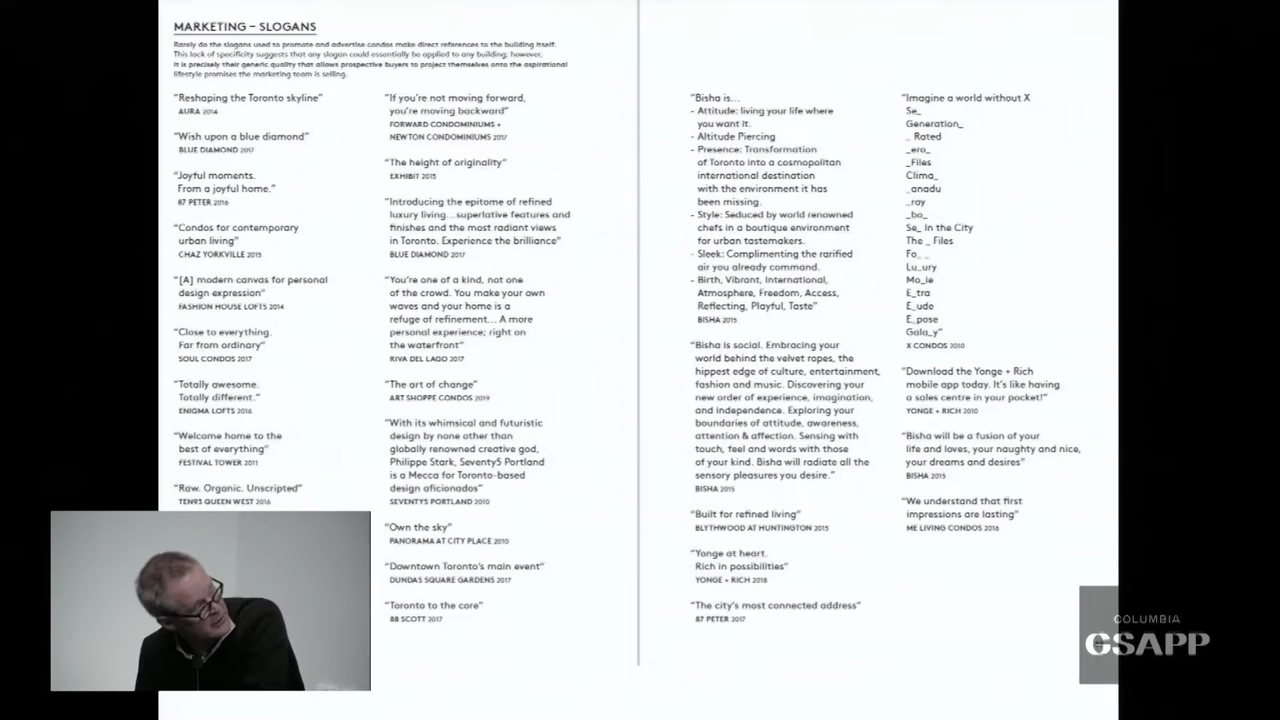 MARKETING – SLOGANS
Rarely do the slogans used to promote and advertise condos make direct references to the building itself.
This lack of specificity suggests that any slogan could essentially be applied to any building; however,
it is precisely their generic quality that allows prospective buyers to project themselves onto the aspirational
lifestyle promises the marketing team is selling.
"Reshaping the Toronto skyline"
AURA 2014
"Wish upon a blue diamond"
BLUE DIAMOND 2017
"Joyful moments.
From a joyful home."
87 PETER 2016
"Condos for contemporary
urban living"
CHAZ YORKVILLE 2015
"[A] modern canvas for personal
design expression"
FASHION HOUSE LOFTS 2014
"Close to everything.
Far from ordinary"
SOUL CONDOS 2017
"Totally awesome.
Totally different."
ENIGMA LOFTS 2016
"Welcome home to the
best of everything"
FESTIVAL TOWER 2011
"Raw. Organic. Unscripted"
TEN93 QUEEN WEST 2016
"If you're not moving forward,
you're moving backward"
FORWARD CONDOMINIUMS +
NEWTON CONDOMINIUMS 2017
"The height of originality"
EXHIBIT 2015
"Introducing the epitome of refined
luxury living...superlative features and
finishes and the most radiant views
in Toronto. Experience the brilliance"
BLUE DIAMOND 2017
"You're one of a kind, not one
of the crowd. You make your own
waves and your home is a
refuge of refinement... A more
personal experience; right on
the waterfront"
RIVA DEL LAGO 2017
"The art of change"
ART SHOPPE CONDOS 2019
"With its whimsical and futuristic
design by none other than
globally renowned creative god,
Philippe Stark, Seventy5 Portland
is a Mecca for Toronto-based
design aficionados"
SEVENTY5 PORTLAND 2010
"Own the sky"
PANORAMA AT CITY PLACE 2010
"Downtown Toronto's main event"
DUNDAS SQUARE GARDENS 2017
"Toronto to the core"
88 SCOTT 2017
"Bisha is...
- Attitude: living your life where
you want it.
- Altitude Piercing
- Presence: Transformation
of Toronto into a cosmopolitan
international destination
with the environment it has
been missing.
- Style: Seduced by world renowned
chefs in a boutique environment
for urban tastemakers.
- Sleek: Complimenting the rarified
air you already command.
- Birth, Vibrant, International,
Atmosphere, Freedom, Access,
Reflecting, Playful, Taste"
BISHA 2015
"Bisha is social. Embracing your
world behind the velvet ropes, the
hippest edge of culture, entertainment,
fashion and music. Discovering your
new order of experience, imagination,
and independence. Exploring your
boundaries of attitude, awareness,
attention & affection. Sensing with
touch, feel and words with those
of your kind. Bisha will radiate all the
sensory pleasures you desire."
BISHA 2015
"Built for refined living"
BLYTHWOOD AT HUNTINGTON 2015
"Yonge at heart.
Rich in possibilities"
YONGE + RICH 2018
"The city's most connected address"
87 PETER 2017
"Imagine a world without X
Se_
Generation_
_ Rated
_ero_
_Files
Clima_
_anadu
_ray
_bo_
Se_ In the City
The _ Files
Fo_ _
Lu_ury
Mo_ie
E_tra
E_ude
E_pose
Gala_y"
X CONDOS 2010
"Download the Yonge + Rich
mobile app today. It's like having
a sales centre in your pocket!"
YONGE + RICH 2010
"Bisha will be a fusion of your
life and loves, your naughty and nice,
your dreams and desires"
BISHA 2015
"We understand that first
impressions are lasting"
ME LIVING CONDOS 2016
COLUMBIA
GSAPP